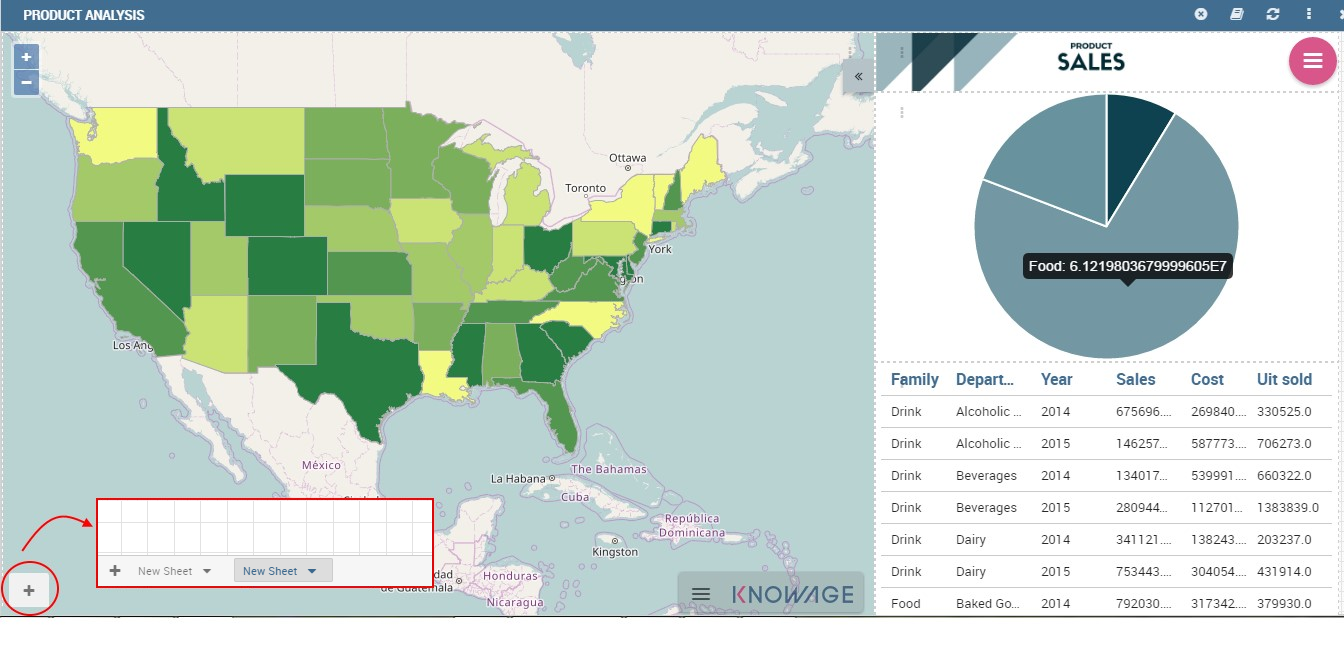 PRODUCT ANALYSIS
+
−
«
Ottawa
Toronto
York
Los Ang
México
La Habana
The Bahamas
Cuba
República
Dominicana
Kingston
Honduras
Nicaragua
de Guatemala
+ New Sheet New Sheet
+
KNOWAGE
PRODUCT
SALES
Food: 6.1219803679999605E7
Family Depart... Year Sales Cost Uit sold
Drink Alcoholic ... 2014 675696.... 269840.... 330525.0
Drink Alcoholic ... 2015 146257... 587773.... 706273.0
Drink Beverages 2014 134017... 539991.... 660322.0
Drink Beverages 2015 280944... 112701... 1383839.0
Drink Dairy 2014 341121.... 138243.... 203237.0
Drink Dairy 2015 753443.... 304054.... 431914.0
Food Baked Go... 2014 792030.... 317342.... 379930.0